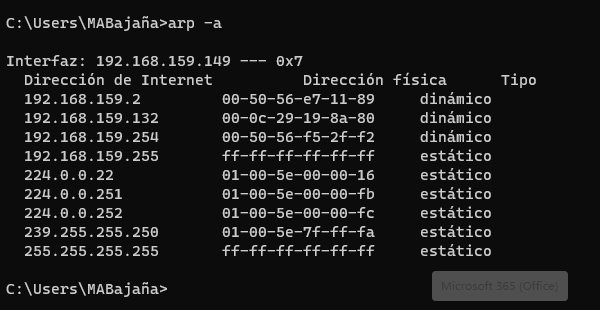 C:\Users\MABajaña>arp -a
Interfaz: 192.168.159.149 --- 0x7
Dirección de Internet Dirección física Tipo
192.168.159.2 00-50-56-e7-11-89 dinámico
192.168.159.132 00-0c-29-19-8a-80 dinámico
192.168.159.254 00-50-56-f5-2f-f2 dinámico
192.168.159.255 ff-ff-ff-ff-ff-ff estático
224.0.0.22 01-00-5e-00-00-16 estático
224.0.0.251 01-00-5e-00-00-fb estático
224.0.0.252 01-00-5e-00-00-fc estático
239.255.255.250 01-00-5e-7f-ff-fa estático
255.255.255.255 ff-ff-ff-ff-ff-ff estático
C:\Users\MABajaña>
Microsoft 365 (Office)